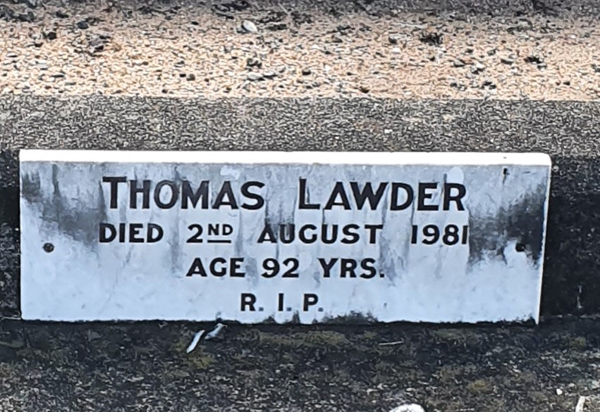 THOMAS LAWDER
DIED 2ND AUGUST 1981
AGE 92 YRS.
R. I. P.